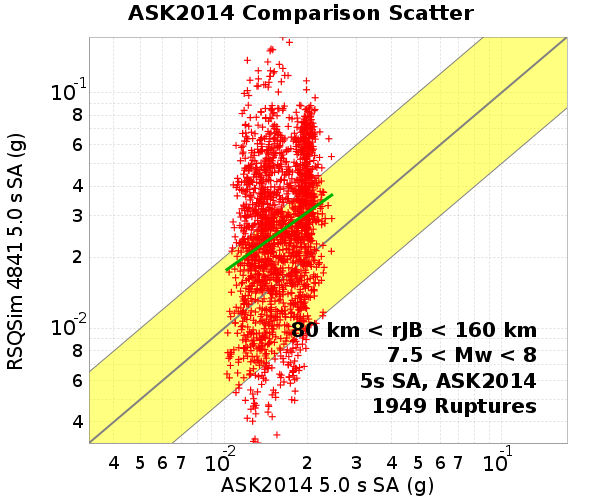 ASK2014 Comparison Scatter
RSQSim 4841 5.0 s SA (g)
10-1
8
6
4
3
2
10-2
8
6
4
80 km < rJB < 160 km
7.5 < Mw < 8
5s SA, ASK2014
1949 Ruptures
4 5 6 7 10-2 2 3 4 5 6 7 10-1
ASK2014 5.0 s SA (g)